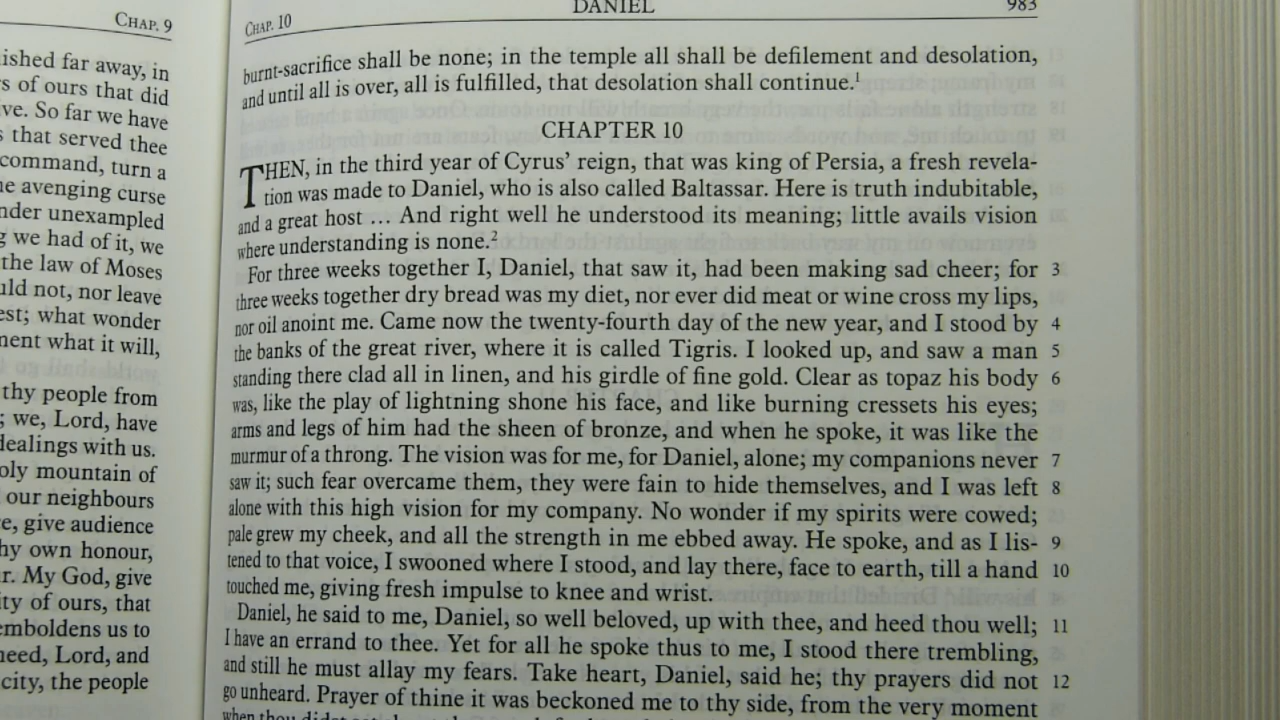 CHAP. 9
ished far away, in
s of ours that did
ve. So far we have
s that served thee
command, turn a
e avenging curse
nder unexampled
g we had of it, we
the law of Moses
uld not, nor leave
est; what wonder
nent what it will,
thy people from
; we, Lord, have
dealings with us.
oly mountain of
our neighbours
e, give audience
hy own honour,
r. My God, give
ity of ours, that
emboldens us to
need, Lord, and
city, the people
CHAP. 10 DANIEL 983
burnt-sacrifice shall be none; in the temple all shall be defilement and desolation,
and until all is over, all is fulfilled, that desolation shall continue.¹
CHAPTER 10
THEN, in the third year of Cyrus' reign, that was king of Persia, a fresh revela-
tion was made to Daniel, who is also called Baltassar. Here is truth indubitable,
and a great host ... And right well he understood its meaning; little avails vision
where understanding is none.²
For three weeks together I, Daniel, that saw it, had been making sad cheer; for 3
three weeks together dry bread was my diet, nor ever did meat or wine cross my lips,
nor oil anoint me. Came now the twenty-fourth day of the new year, and I stood by 4
the banks of the great river, where it is called Tigris. I looked up, and saw a man 5
standing there clad all in linen, and his girdle of fine gold. Clear as topaz his body 6
was, like the play of lightning shone his face, and like burning cressets his eyes;
arms and legs of him had the sheen of bronze, and when he spoke, it was like the
murmur of a throng. The vision was for me, for Daniel, alone; my companions never 7
saw it; such fear overcame them, they were fain to hide themselves, and I was left 8
alone with this high vision for my company. No wonder if my spirits were cowed;
pale grew my cheek, and all the strength in me ebbed away. He spoke, and as I lis- 9
tened to that voice, I swooned where I stood, and lay there, face to earth, till a hand 10
touched me, giving fresh impulse to knee and wrist.
Daniel, he said to me, Daniel, so well beloved, up with thee, and heed thou well; 11
I have an errand to thee. Yet for all he spoke thus to me, I stood there trembling,
and still he must allay my fears. Take heart, Daniel, said he; thy prayers did not 12
go unheard. Prayer of thine it was beckoned me to thy side, from the very moment
when thou didst